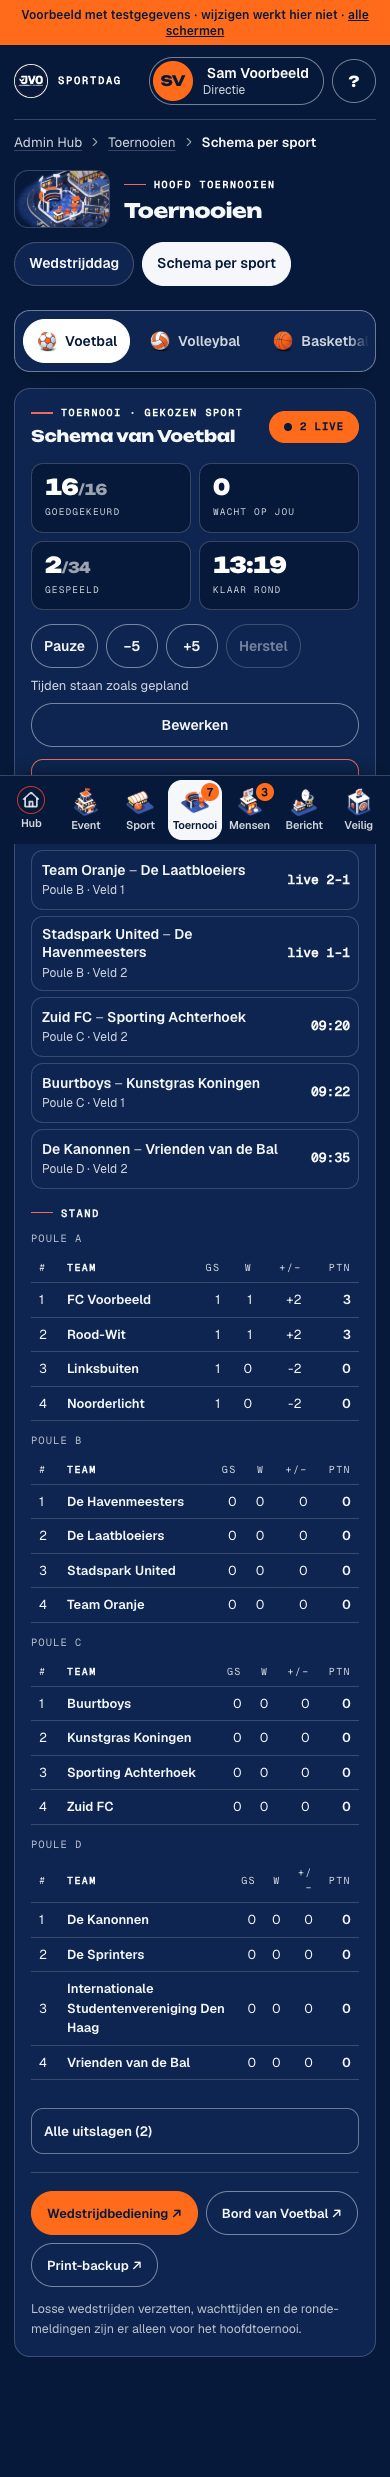 Voorbeeld met testgegevens · wijzigen werkt hier niet · alle
schermen
JVO
SPORTDAG
SV
Sam Voorbeeld
Directie
?
Admin Hub > Toernooien > Schema per sport
HOOFD TOERNOOIEN
Toernooien
Wedstrijddag
Schema per sport
Voetbal
Volleybal
Basketbal
TOERNOOI · GEKOZEN SPORT
Schema van Voetbal
2 LIVE
16/16
GOEDGEKEURD
0
WACHT OP JOU
2/34
GESPEELD
13:19
KLAAR ROND
Pauze
−5
+5
Herstel
Tijden staan zoals gepland
Bewerken
Hub
Event
Sport
7
Toernooi
3
Mensen
Bericht
Veilig
Team Oranje – De Laatbloeiers
Poule B · Veld 1
live 2-1
Stadspark United – De
Havenmeesters
Poule B · Veld 2
live 1-1
Zuid FC – Sporting Achterhoek
Poule C · Veld 2
09:20
Buurtboys – Kunstgras Koningen
Poule C · Veld 1
09:22
De Kanonnen – Vrienden van de Bal
Poule D · Veld 2
09:35
STAND
POULE A
# TEAM GS W +/− PTN
1 FC Voorbeeld 1 1 +2 3
2 Rood-Wit 1 1 +2 3
3 Linksbuiten 1 0 -2 0
4 Noorderlicht 1 0 -2 0
POULE B
# TEAM GS W +/− PTN
1 De Havenmeesters 0 0 0 0
2 De Laatbloeiers 0 0 0 0
3 Stadspark United 0 0 0 0
4 Team Oranje 0 0 0 0
POULE C
# TEAM GS W +/− PTN
1 Buurtboys 0 0 0 0
2 Kunstgras Koningen 0 0 0 0
3 Sporting Achterhoek 0 0 0 0
4 Zuid FC 0 0 0 0
POULE D
# TEAM GS W +/− PTN
1 De Kanonnen 0 0 0 0
2 De Sprinters 0 0 0 0
3 Internationale
Studentenvereniging Den
Haag 0 0 0 0
4 Vrienden van de Bal 0 0 0 0
Alle uitslagen (2)
Wedstrijdbediening ↗
Bord van Voetbal ↗
Print-backup ↗
Losse wedstrijden verzetten, wachttijden en de ronde-
meldingen zijn er alleen voor het hoofdtoernooi.